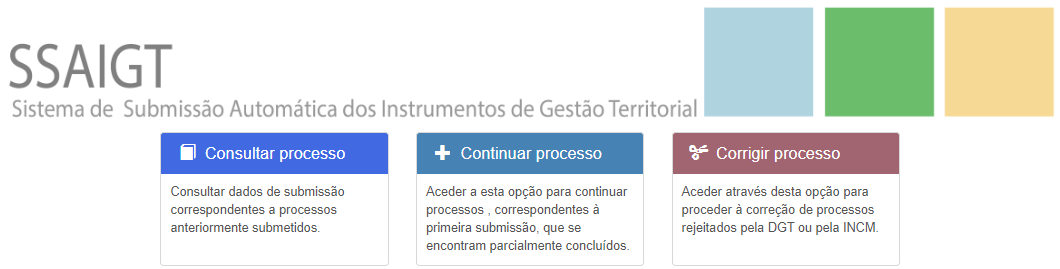 SSAIGT
Sistema de Submissão Automática dos Instrumentos de Gestão Territorial
Consultar processo
Consultar dados de submissão
correspondentes a processos
anteriormente submetidos.
Continuar processo
Aceder a esta opção para continuar
processos , correspondentes à
primeira submissão, que se
encontram parcialmente concluídos.
Corrigir processo
Aceder através desta opção para
proceder à correção de processos
rejeitados pela DGT ou pela INCM.